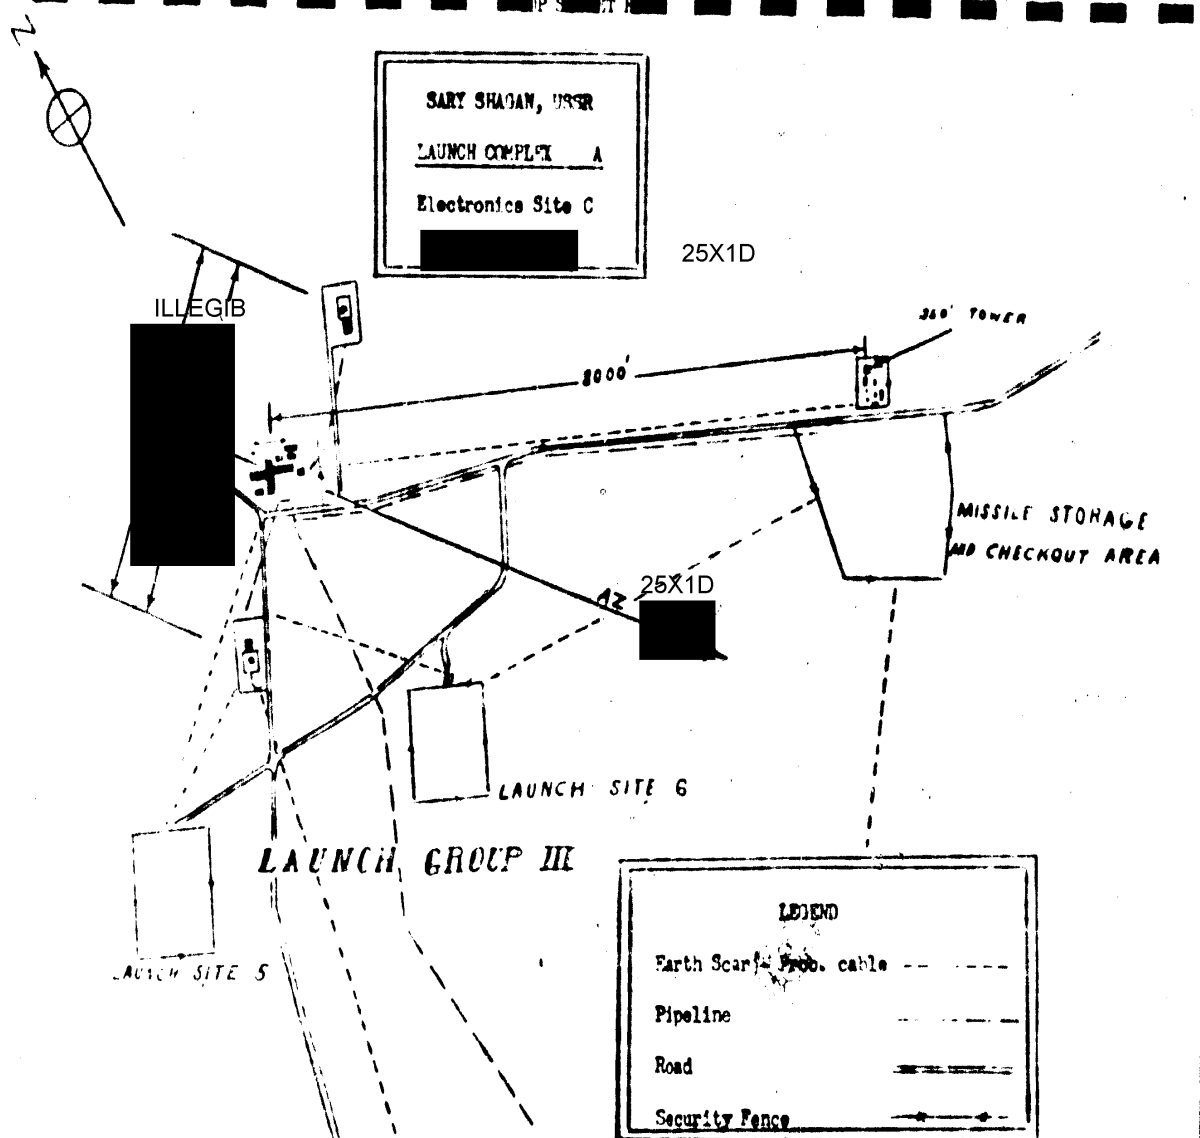 N
SARY SHAGAN, USSR
LAUNCH COMPLEX A
Electronics Site C
25X1D
ILLEGIB
360' TOWER
8000'
MISSILE STORAGE
AND CHECKOUT AREA
25X1D
AZ
LAUNCH SITE 6
LAUNCH GROUP III
LAUNCH SITE 5
LEGEND
Earth Scar; Prob. cable
Pipeline
Road
Security Fence